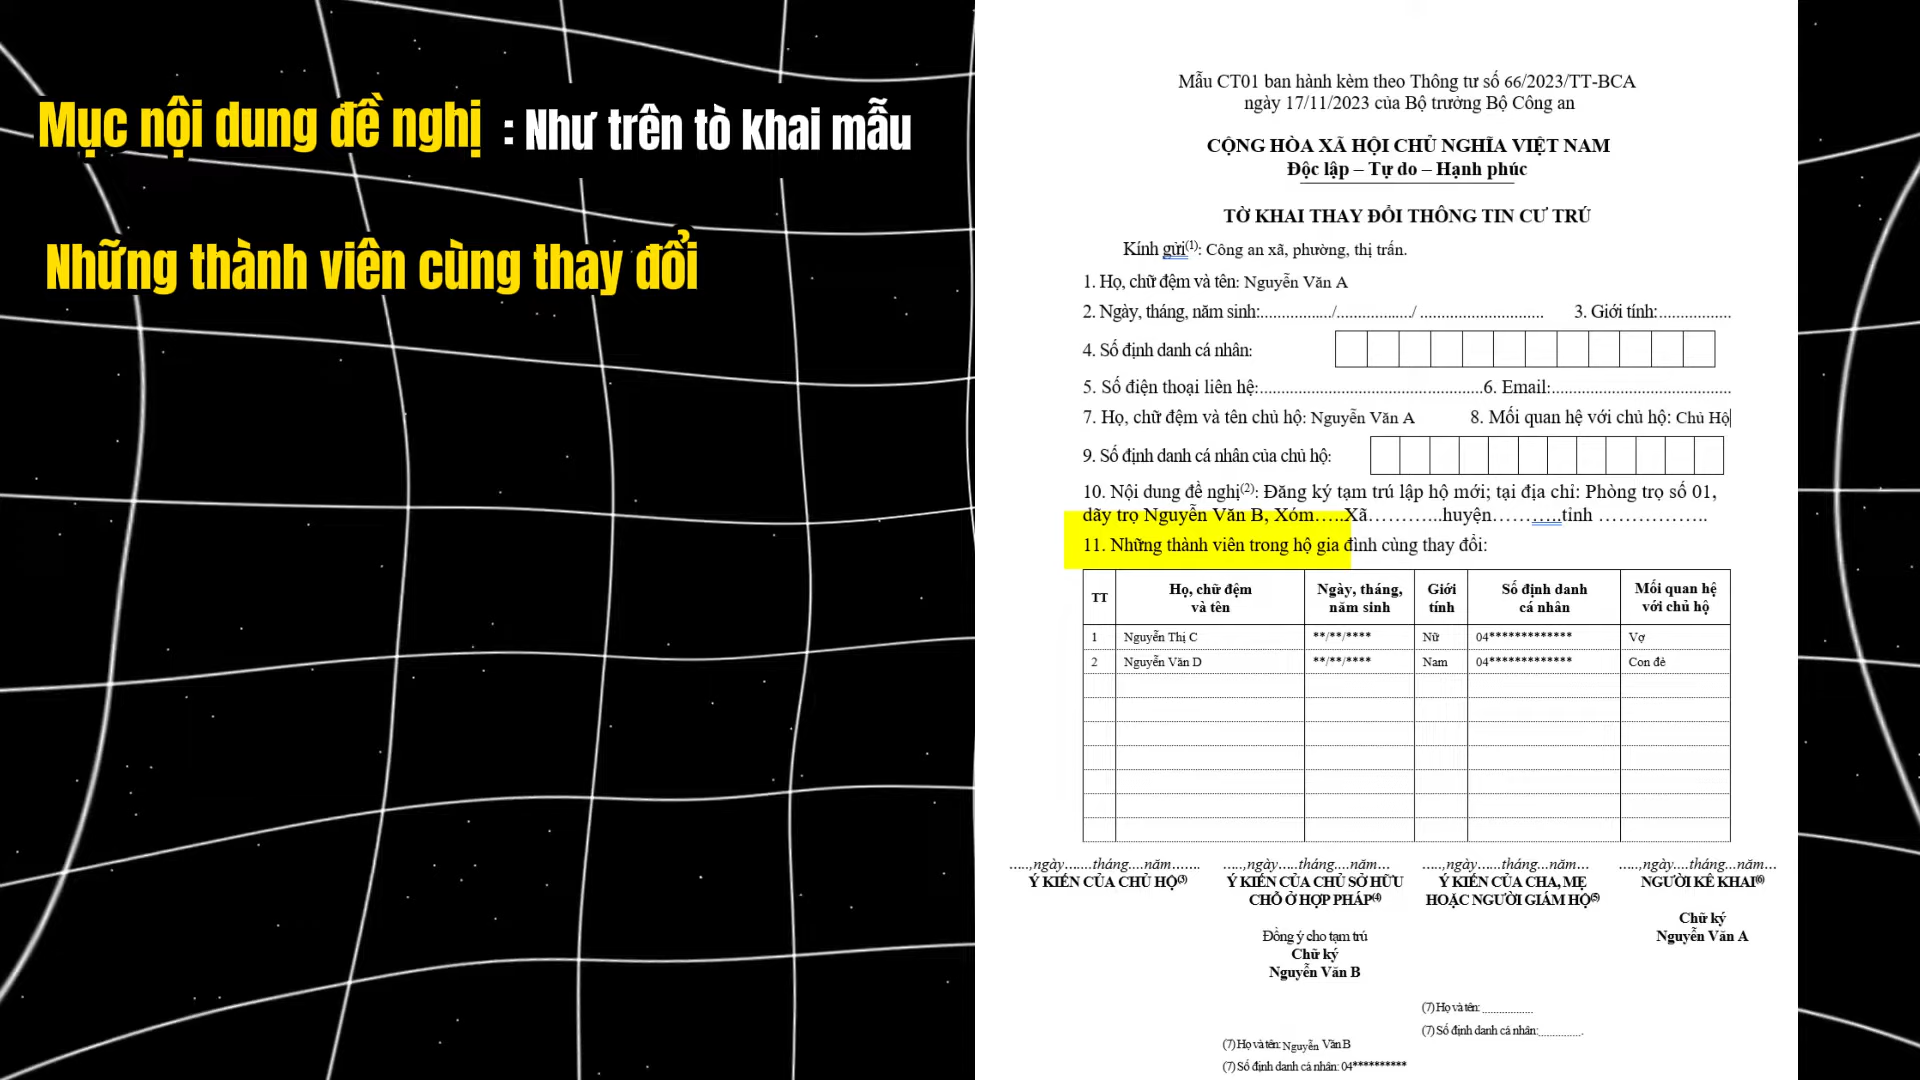 Mục nội dung đề nghị : Như trên tò khai mẫu
Những thành viên cùng thay đổi
Mẫu CT01 ban hành kèm theo Thông tư số 66/2023/TT-BCA
ngày 17/11/2023 của Bộ trưởng Bộ Công an
CỘNG HÒA XÃ HỘI CHỦ NGHĨA VIỆT NAM
Độc lập – Tự do – Hạnh phúc
TỜ KHAI THAY ĐỔI THÔNG TIN CƯ TRÚ
Kính gửi(1): Công an xã, phường, thị trấn.
1. Họ, chữ đệm và tên: Nguyễn Văn A
2. Ngày, tháng, năm sinh:.............../................./ ............................ 3. Giới tính:.................
4. Số định danh cá nhân:
5. Số điện thoại liên hệ:....................................................6. Email:..........................................
7. Họ, chữ đệm và tên chủ hộ: Nguyễn Văn A 8. Mối quan hệ với chủ hộ: Chủ Hộ
9. Số định danh cá nhân của chủ hộ:
10. Nội dung đề nghị(2): Đăng ký tạm trú lập hộ mới; tại địa chỉ: Phòng trọ số 01,
dãy trọ Nguyễn Văn B, Xóm…..Xã………...huyện………..tỉnh ……………..
11. Những thành viên trong hộ gia đình cùng thay đổi:
TT Họ, chữ đệm và tên Ngày, tháng, năm sinh Giới tính Số định danh cá nhân Mối quan hệ với chủ hộ
1 Nguyễn Thị C **/**/**** Nữ 04************* Vợ
2 Nguyễn Văn D **/**/**** Nam 04************* Con đẻ
.....,ngày.......tháng....năm.......
Ý KIẾN CỦA CHỦ HỘ(3)
.....,ngày.....tháng....năm...
Ý KIẾN CỦA CHỦ SỞ HỮU
CHỖ Ở HỢP PHÁP(4)
Đồng ý cho tạm trú
Chữ ký
Nguyễn Văn B
(7) Họ và tên: Nguyễn Văn B
(7) Số định danh cá nhân: 04**********
.....,ngày......tháng...năm...
Ý KIẾN CỦA CHA, MẸ
HOẶC NGƯỜI GIÁM HỘ(5)
(7) Họ và tên: .................
(7) Số định danh cá nhân:...............
.....,ngày....tháng...năm...
NGƯỜI KÊ KHAI(6)
Chữ ký
Nguyễn Văn A